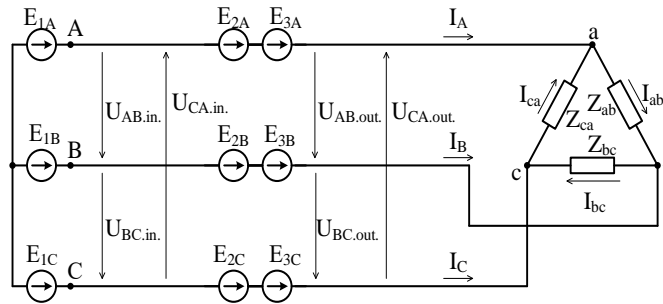 E1A A E2A E3A IA a
UAB.in. UCA.in. UAB.out. UCA.out. Ica Zca Zab Iab
E1B B E2B E3B IB c Zbc
UBC.in. UBC.out. Ibc
E1C C E2C E3C IC